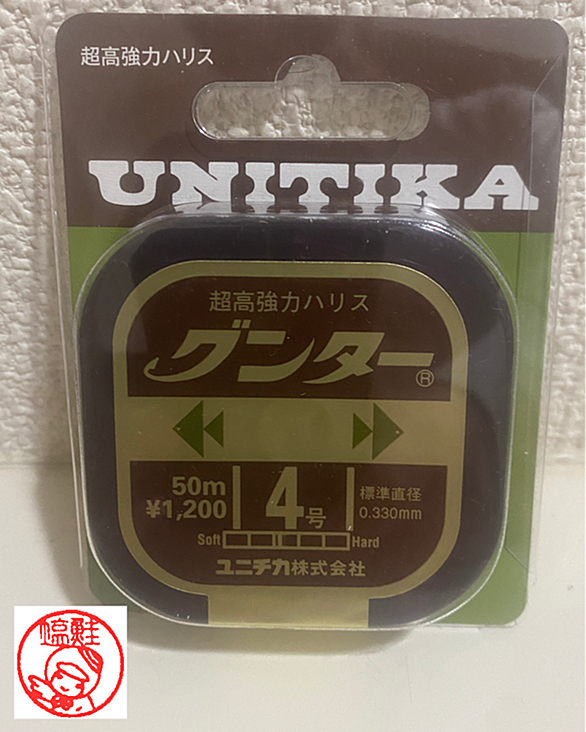 超高強力ハリス
UNITIKA
超高強力ハリス
グンター®
50m
¥1,200
4号
標準直径
0.330mm
Soft Hard
ユニチカ株式会社